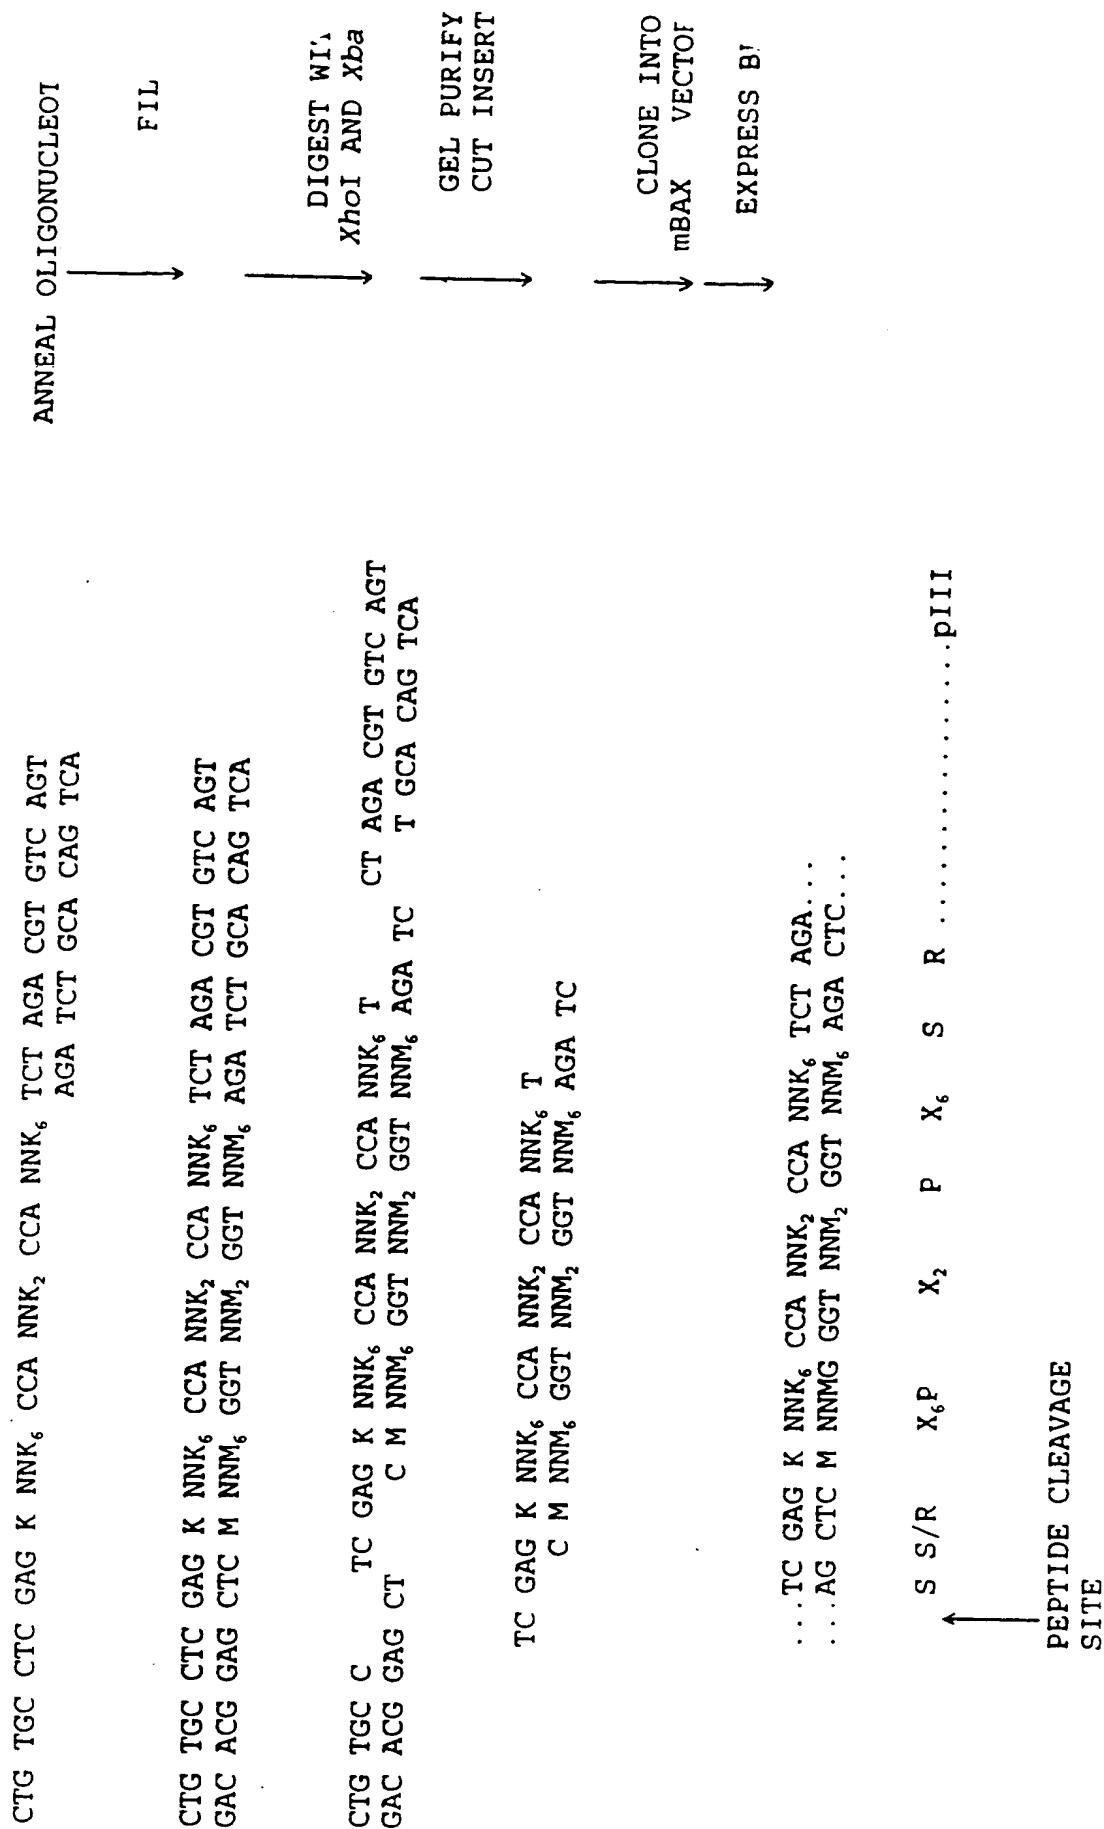 CTG TGC CTC GAG K NNK₆ CCA NNK₂ CCA NNK₆ TCT AGA CGT GTC AGT
AGA TCT GCA CAG TCA
ANNEAL
FIL
CTG TGC CTC GAG K NNK₆ CCA NNK₂ CCA NNK₆ TCT AGA CGT GTC AGT
GAC ACG GAG CTC M NNM₆ GGT NNM₂ GGT NNM₆ AGA TCT GCA CAG TCA
DIGEST
XhoI AND Xba
CTG TGC C TC GAG K NNK₆ CCA NNK₂ CCA NNK₆ T CT AGA CGT GTC AGT
GAC ACG GAG CT C M NNM₆ GGT NNM₂ GGT NNM₆ AGA TC T GCA CAG TCA
GEL PURIFY
CUT INSERT
TC GAG K NNK₆ CCA NNK₂ CCA NNK₆ T
C M NNM₆ GGT NNM₂ GGT NNM₆ AGA TC
CLONE INTO
mBAX
...TC GAG K NNK₆ CCA NNK₂ CCA NNK₆ TCT AGA...
...AG CTC M NNMG GGT NNM₂ GGT NNM₆ AGA CTC...
EXPRESS
S S/R X₆P X₂ P X₆ S R ..............pIII
PEPTIDE CLEAVAGE
SITE